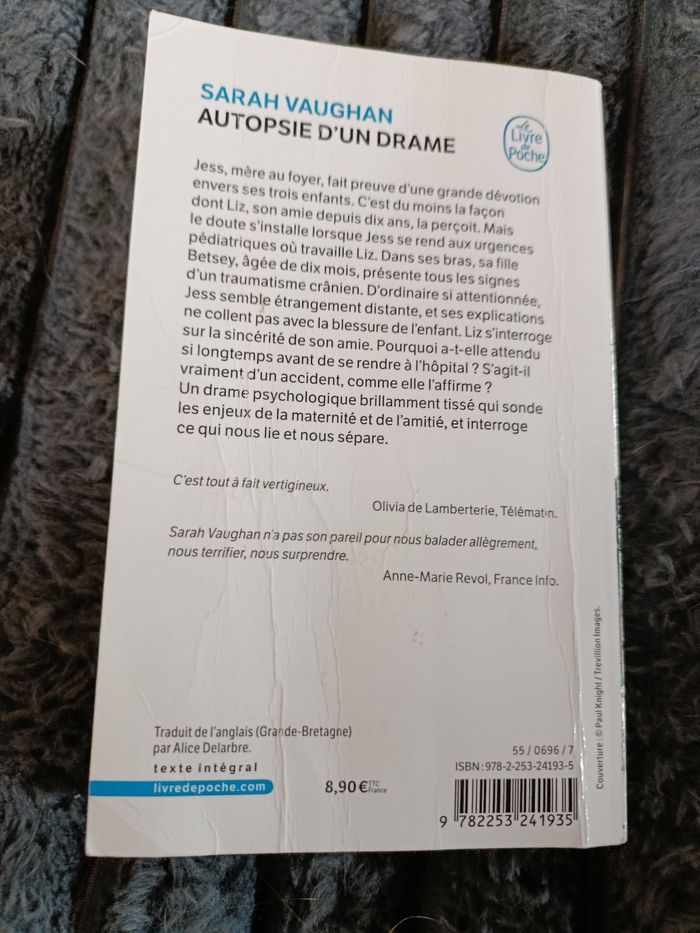 SARAH VAUGHAN
AUTOPSIE D'UN DRAME
Le
Livre
de
Poche
Jess, mère au foyer, fait preuve d'une grande dévotion
envers ses trois enfants. C'est du moins la façon
dont Liz, son amie depuis dix ans, la perçoit. Mais
le doute s'installe lorsque Jess se rend aux urgences
pédiatriques où travaille Liz. Dans ses bras, sa fille
Betsey, âgée de dix mois, présente tous les signes
d'un traumatisme crânien. D'ordinaire si attentionnée,
Jess semble étrangement distante, et ses explications
ne collent pas avec la blessure de l'enfant. Liz s'interroge
sur la sincérité de son amie. Pourquoi a-t-elle attendu
si longtemps avant de se rendre à l'hôpital ? S'agit-il
vraiment d'un accident, comme elle l'affirme ?
Un drame psychologique brillamment tissé qui sonde
les enjeux de la maternité et de l'amitié, et interroge
ce qui nous lie et nous sépare.
C'est tout à fait vertigineux.
Olivia de Lamberterie, Télématin.
Sarah Vaughan n'a pas son pareil pour nous balader allègrement,
nous terrifier, nous surprendre.
Anne-Marie Revol, France Info.
Traduit de l'anglais (Grande-Bretagne)
par Alice Delarbre.
texte intégral
livredepoche.com
8,90 € TTC
France
55 / 0696 / 7
ISBN : 978-2-253-24193-5
9 782253 241935
Couverture : © Paul Knight / Trevillion Images.